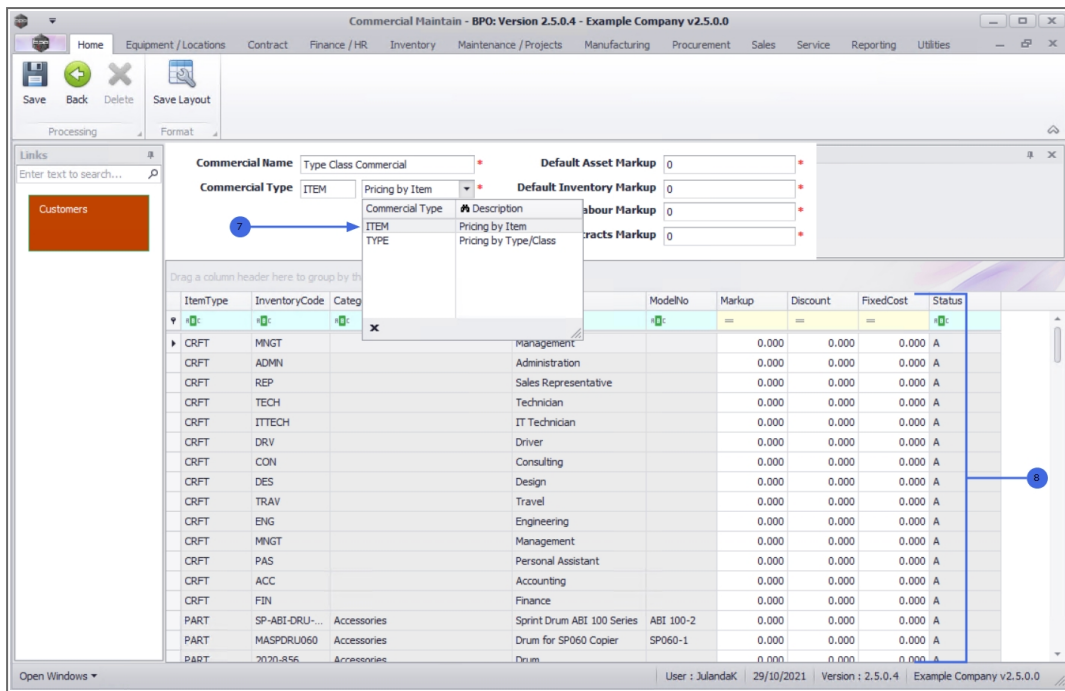 Commercial Maintain - BPO: Version 2.5.0.4 - Example Company v2.5.0.0
Home Equipment / Locations Contract Finance / HR Inventory Maintenance / Projects Manufacturing Procurement Sales Service Reporting Utilities
Save Back Delete Save Layout
Processing Format
Links
Enter text to search...
Customers
Commercial Name Type Class Commercial * Default Asset Markup 0 *
Commercial Type ITEM Pricing by Item * Default Inventory Markup 0 *
abour Markup 0 *
racts Markup 0 *
Commercial Type Description
ITEM Pricing by Item
TYPE Pricing by Type/Class
x
7
8
Drag a column header here to group by th
ItemType InventoryCode Categ ModelNo Markup Discount FixedCost Status
= = =
CRFT MNGT Management 0.000 0.000 0.000 A
CRFT ADMN Administration 0.000 0.000 0.000 A
CRFT REP Sales Representative 0.000 0.000 0.000 A
CRFT TECH Technician 0.000 0.000 0.000 A
CRFT ITTECH IT Technician 0.000 0.000 0.000 A
CRFT DRV Driver 0.000 0.000 0.000 A
CRFT CON Consulting 0.000 0.000 0.000 A
CRFT DES Design 0.000 0.000 0.000 A
CRFT TRAV Travel 0.000 0.000 0.000 A
CRFT ENG Engineering 0.000 0.000 0.000 A
CRFT MNGT Management 0.000 0.000 0.000 A
CRFT PAS Personal Assistant 0.000 0.000 0.000 A
CRFT ACC Accounting 0.000 0.000 0.000 A
CRFT FIN Finance 0.000 0.000 0.000 A
PART SP-ABI-DRU-... Accessories Sprint Drum ABI 100 Series ABI 100-2 0.000 0.000 0.000 A
PART MASPDRU060 Accessories Drum for SP060 Copier SP060-1 0.000 0.000 0.000 A
PART 2020-856 Accessories Drum 0.000 0.000 0.000 A
Open Windows User : JulandaK 29/10/2021 Version : 2.5.0.4 Example Company v2.5.0.0